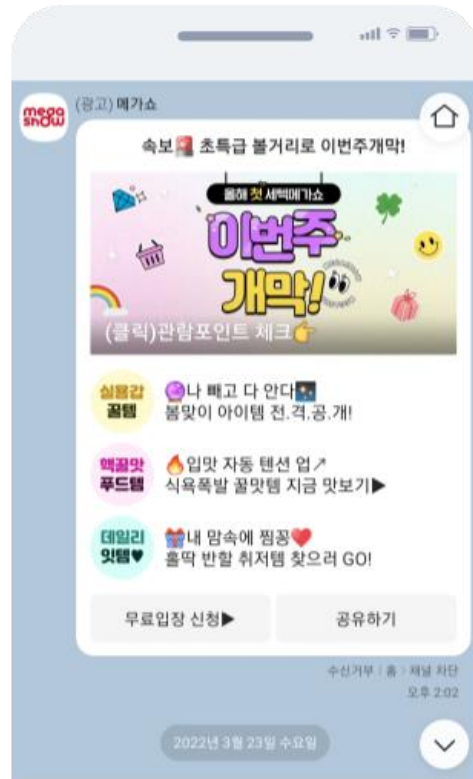 mega
show
(광고) 메가쇼
속보🚨 초특급 볼거리로 이번주개막!
올해 첫 세텍메가쇼
이번주
개막!
(클릭)관람포인트 체크👉
실용갑
꿀템
🔮나 빼고 다 안다🌠
봄맞이 아이템 전.격.공.개!
핵꿀맛
푸드템
🔥입맛 자동 텐션 업↗
식욕폭발 꿀맛템 지금 맛보기▶
데일리
잇템♥
🎁내 맘속에 찜꽁❤️
홀딱 반할 취저템 찾으러 GO!
무료입장 신청▶
공유하기
수신거부 | 홈 > 채널 차단
오후 2:02
2022년 3월 23일 수요일